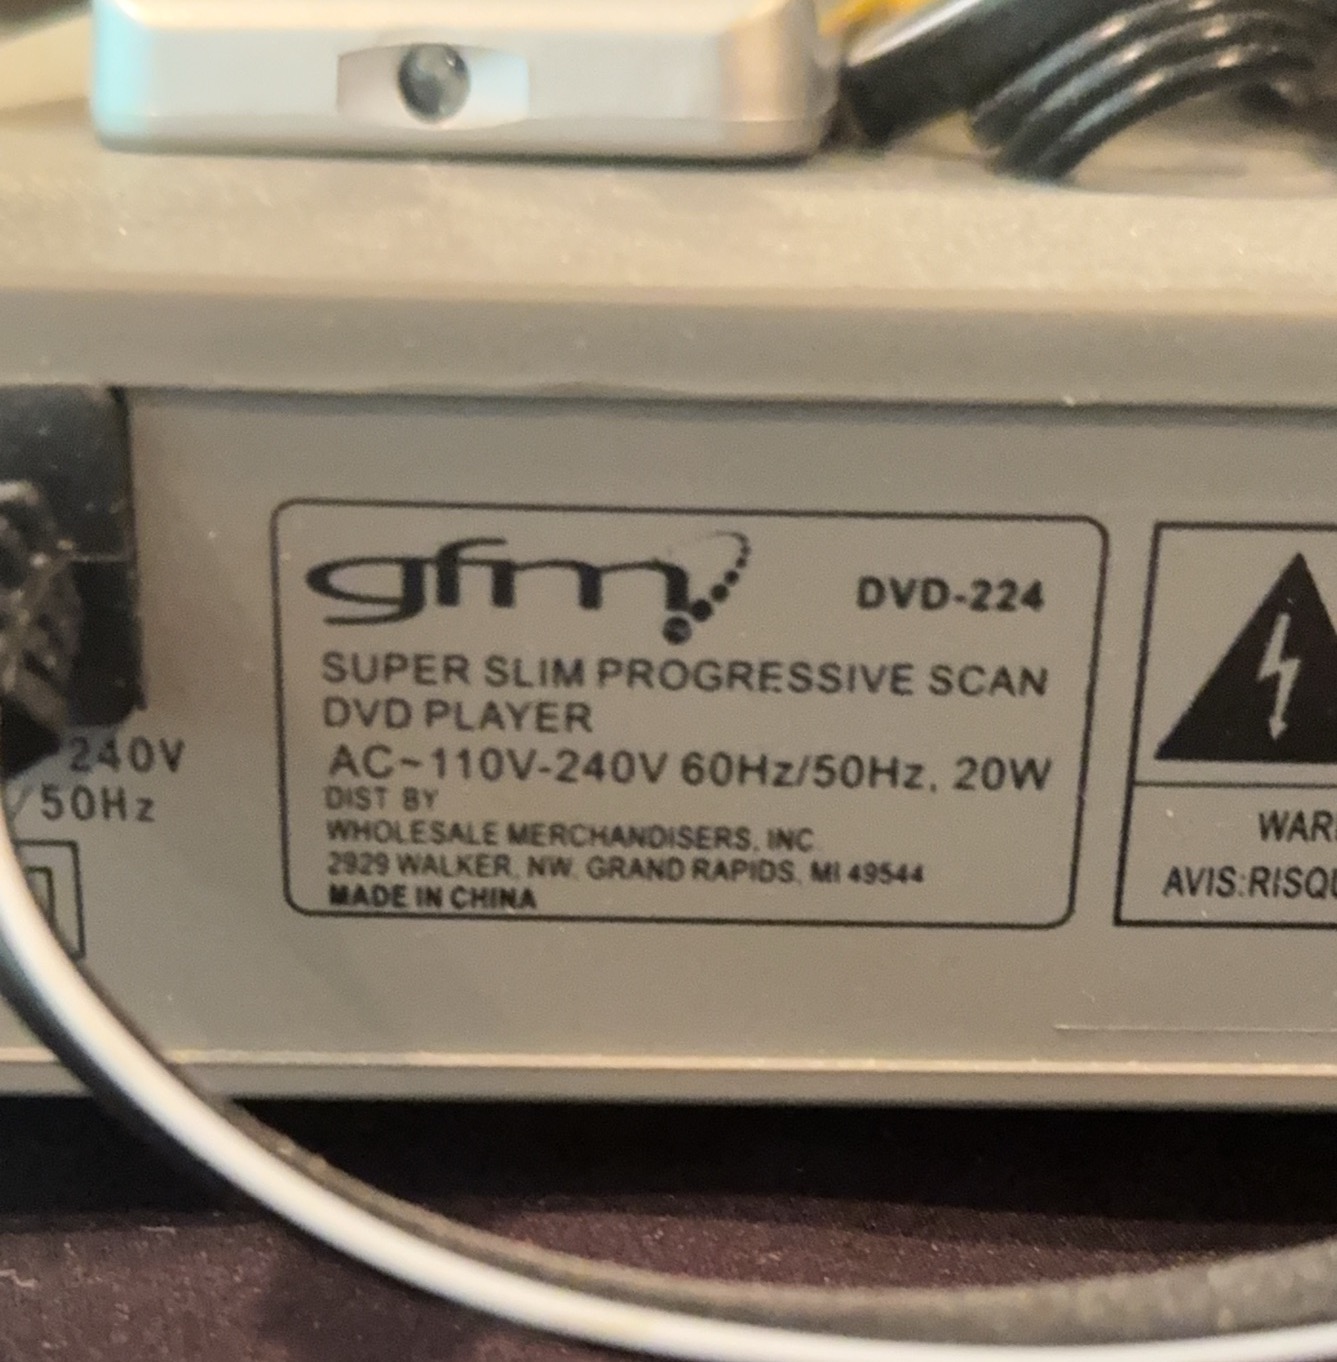 240V
50Hz
gfm
DVD-224
SUPER SLIM PROGRESSIVE SCAN
DVD PLAYER
AC~110V-240V 60Hz/50Hz, 20W
DIST BY
WHOLESALE MERCHANDISERS, INC
2929 WALKER, NW, GRAND RAPIDS, MI 49544
MADE IN CHINA
WAR
AVIS:RISQU